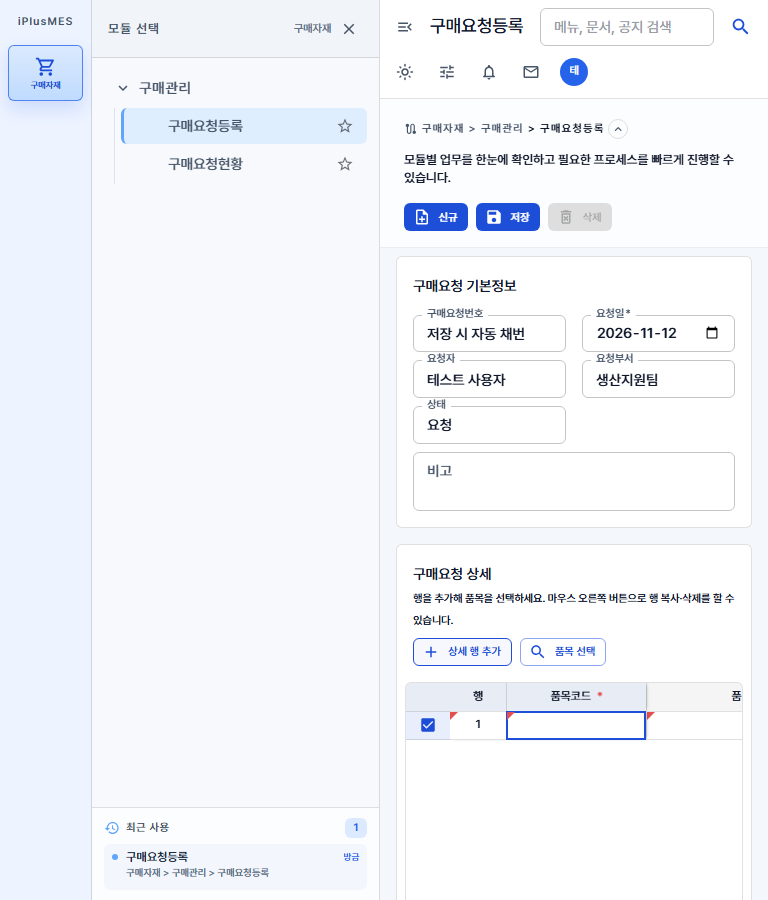 iPlusMES
구매자재
모듈 선택
구매자재
구매관리
구매요청등록
구매요청현황
최근 사용
1
구매요청등록
방금
구매자재 > 구매관리 > 구매요청등록
구매요청등록
메뉴, 문서, 공지 검색
테
구매자재 > 구매관리 > 구매요청등록
모듈별 업무를 한눈에 확인하고 필요한 프로세스를 빠르게 진행할 수
있습니다.
신규
저장
삭제
구매요청 기본정보
구매요청번호
저장 시 자동 채번
요청일*
2026-11-12
요청자
테스트 사용자
요청부서
생산지원팀
상태
요청
비고
구매요청 상세
행을 추가해 품목을 선택하세요. 마우스 오른쪽 버튼으로 행 복사·삭제를 할 수
있습니다.
상세 행 추가
품목 선택
행
품목코드 *
품
1